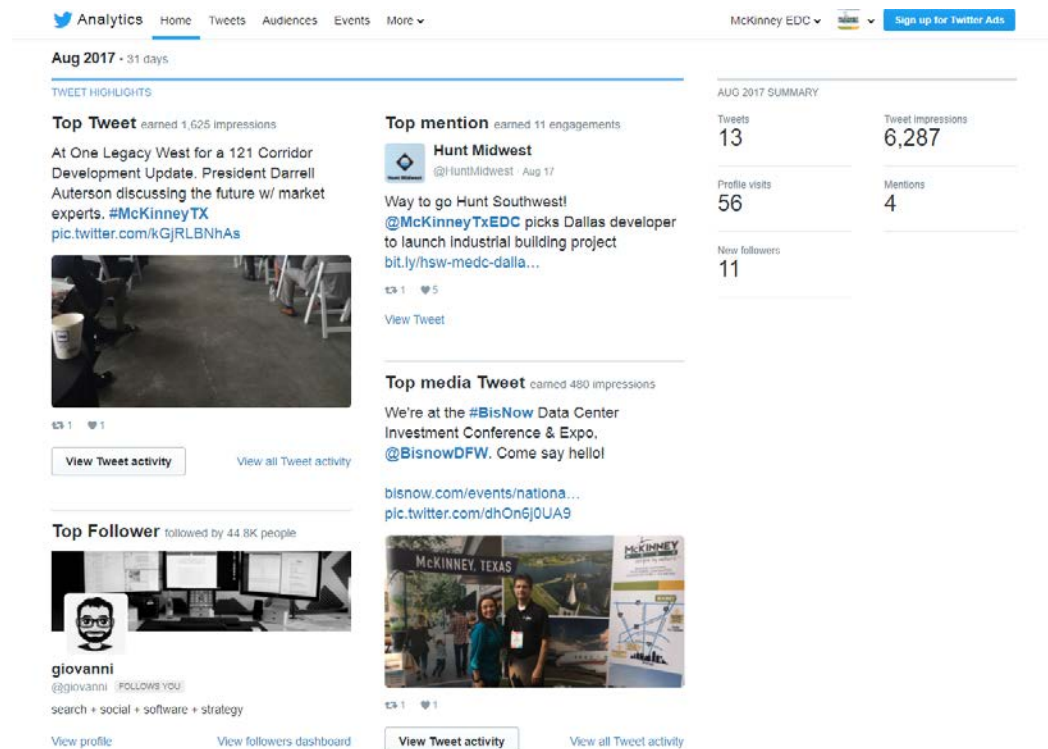 Analytics Home Tweets Audiences Events More
McKinney EDC
Sign up for Twitter Ads
Aug 2017 • 31 days
TWEET HIGHLIGHTS
Top Tweet earned 1,625 impressions
At One Legacy West for a 121 Corridor
Development Update. President Darrell
Auterson discussing the future w/ market
experts. #McKinneyTX
pic.twitter.com/kGjRLBNhAs
1 1
View Tweet activity
View all Tweet activity
Top Follower followed by 44.8K people
giovanni
@giovanni FOLLOWS YOU
search + social + software + strategy
View profile
View followers dashboard
Top mention earned 11 engagements
Hunt Midwest
Hunt Midwest
@HuntMidwest · Aug 17
Way to go Hunt Southwest!
@McKinneyTxEDC picks Dallas developer
to launch industrial building project
bit.ly/hsw-medc-dalla…
1 5
View Tweet
Top media Tweet earned 480 impressions
We're at the #BisNow Data Center
Investment Conference & Expo,
@BisnowDFW. Come say hello!
bisnow.com/events/nationa…
pic.twitter.com/dhOn6j0UA9
McKINNEY, TEXAS
McKINNEY
1 1
View Tweet activity
View all Tweet activity
AUG 2017 SUMMARY
Tweets
13
Tweet impressions
6,287
Profile visits
56
Mentions
4
New followers
11